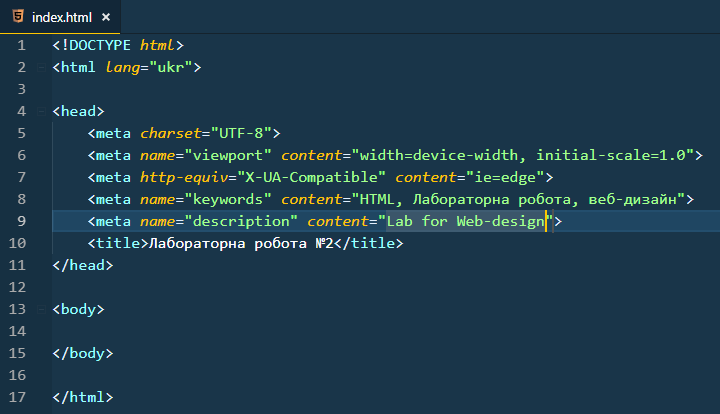 index.html ×
1 <!DOCTYPE html>
2 <html lang="ukr">
3
4 <head>
5     <meta charset="UTF-8">
6     <meta name="viewport" content="width=device-width, initial-scale=1.0">
7     <meta http-equiv="X-UA-Compatible" content="ie=edge">
8     <meta name="keywords" content="HTML, Лабораторна робота, веб-дизайн">
9     <meta name="description" content="Lab for Web-design">
10     <title>Лабораторна робота №2</title>
11 </head>
12
13 <body>
14
15 </body>
16
17 </html>